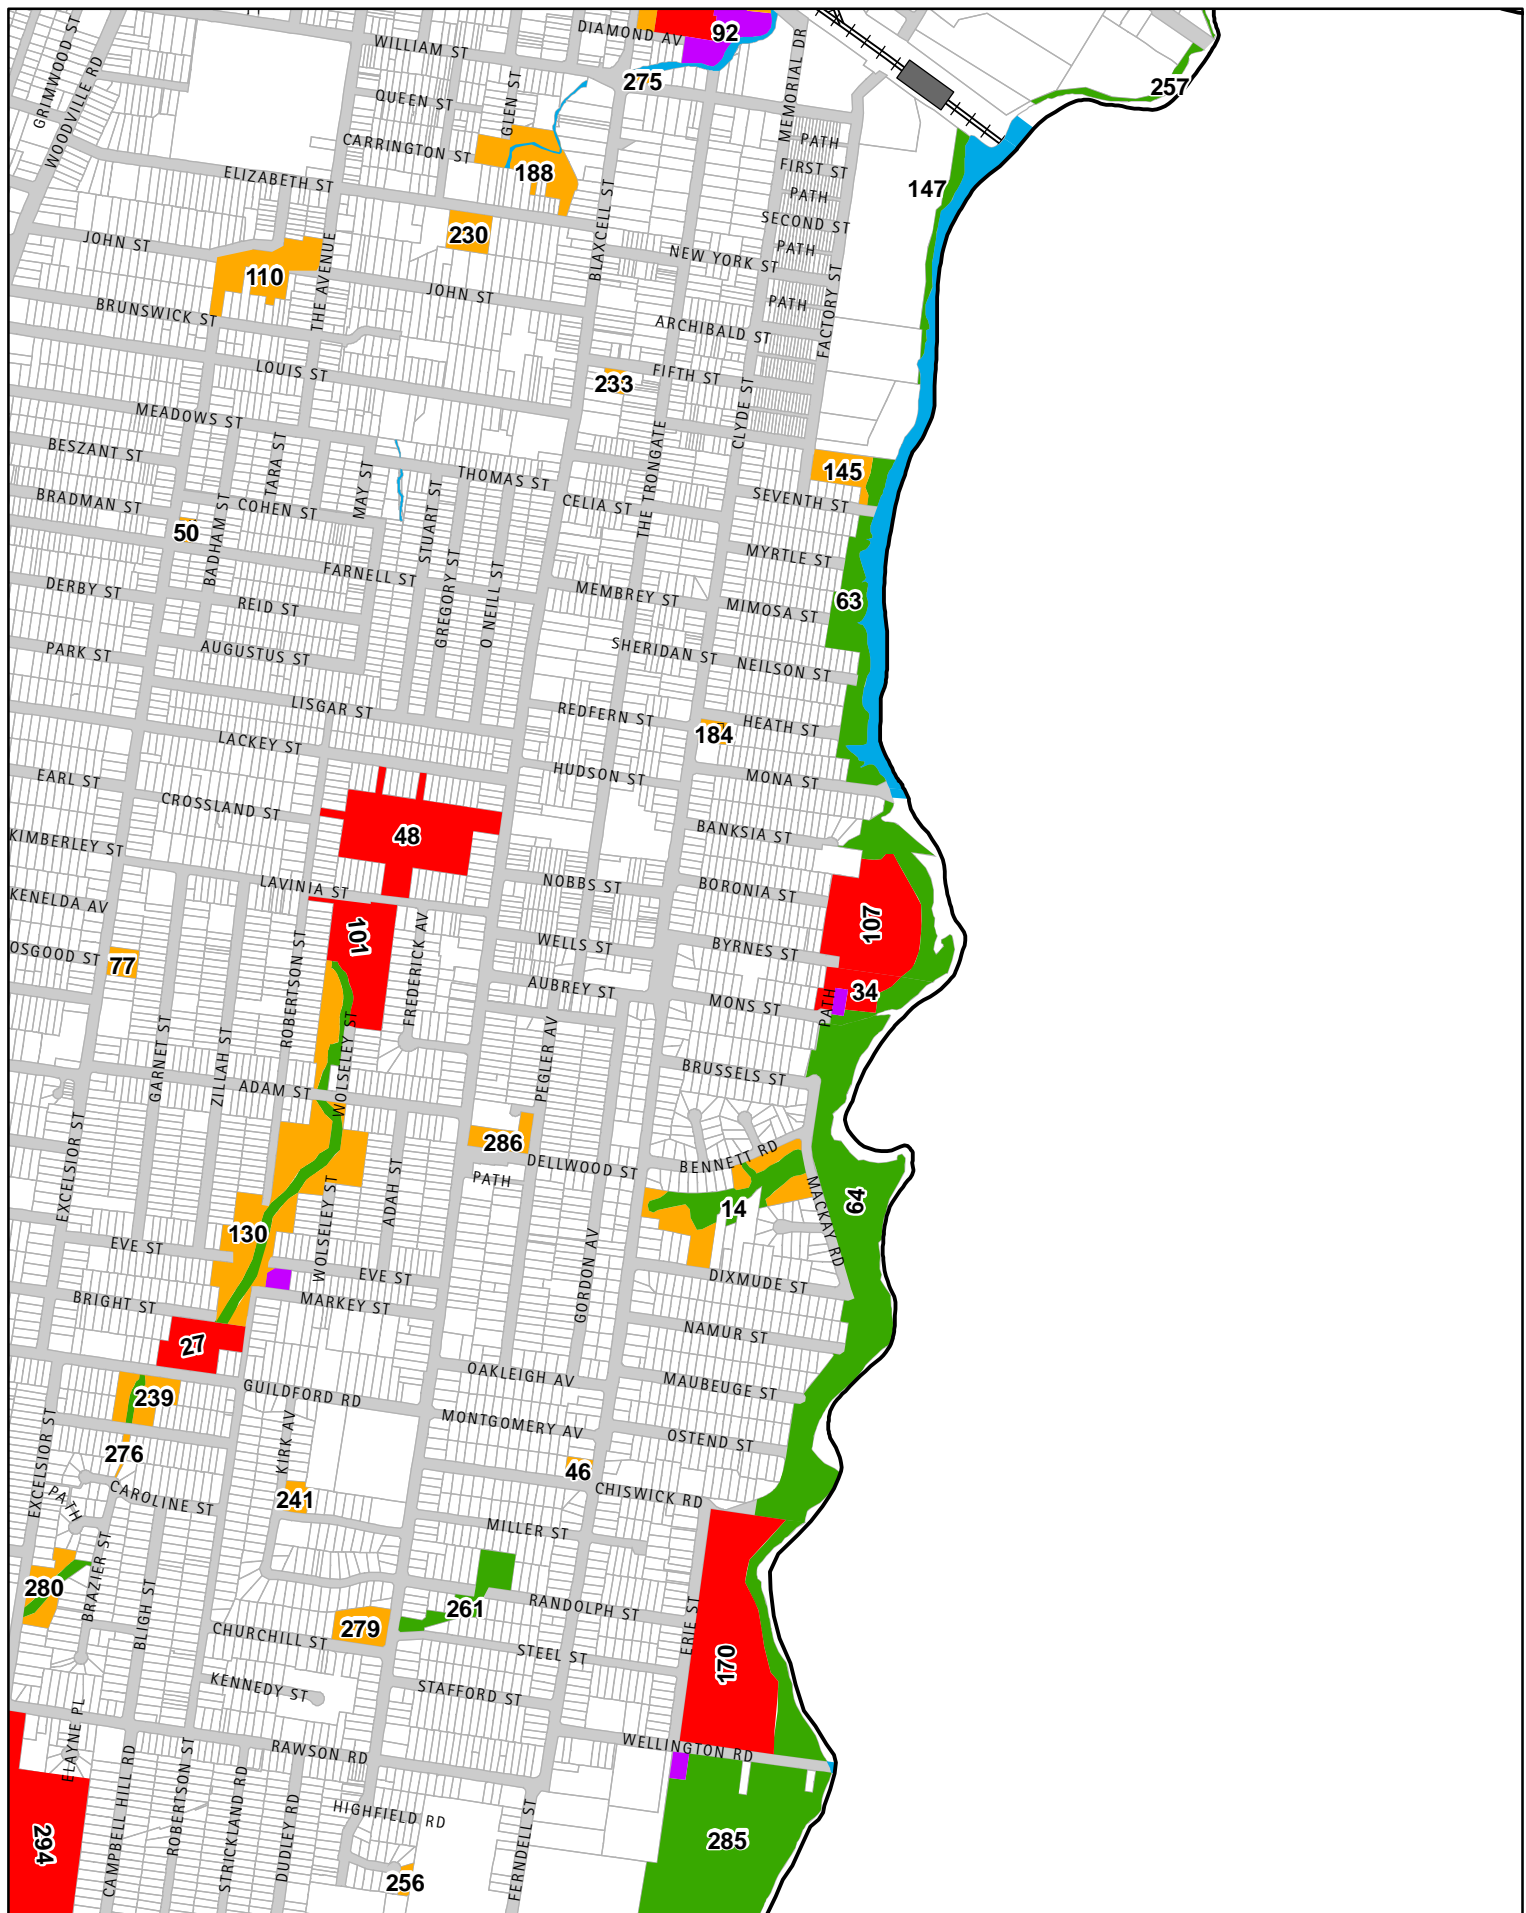 GRIMWOOD ST
WOODVILLE RD
WILLIAM ST
DIAMOND AV
92
MEMORIAL DR
275
257
QUEEN ST
GLEN ST
CARRINGTON ST
188
PATH
FIRST ST
PATH
147
ELIZABETH ST
SECOND ST
230
BLAXCELL ST
PATH
JOHN ST
110
THE AVENUE
NEW YORK ST
JOHN ST
PATH
FACTORY ST
BRUNSWICK ST
ARCHIBALD ST
LOUIS ST
233
FIFTH ST
MEADOWS ST
CLYDE ST
BESZANT ST
TARA ST
MAY ST
THOMAS ST
THE TRONGATE
145
BRADMAN ST
COHEN ST
STUART ST
CELIA ST
SEVENTH ST
50
BADHAM ST
MYRTLE ST
FARNELL ST
GREGORY ST
O NEILL ST
DERBY ST
REID ST
MEMBREY ST
MIMOSA ST
63
PARK ST
AUGUSTUS ST
SHERIDAN ST
NEILSON ST
LISGAR ST
REDFERN ST
184
HEATH ST
LACKEY ST
EARL ST
CROSSLAND ST
HUDSON ST
MONA ST
48
BANKSIA ST
KIMBERLEY ST
LAVINIA ST
NOBBS ST
BORONIA ST
KENELDA AV
101
FREDERICK AV
107
OSGOOD ST
77
ROBERTSON ST
WELLS ST
BYRNES ST
AUBREY ST
34
MONS ST
PATH
GARNET ST
ZILLAH ST
WOLSELEY ST
PEGLER AV
BRUSSELS ST
ADAM ST
EXCELSIOR ST
286
DELLWOOD ST
BENNETT RD
PATH
ADAH ST
WOLSELEY ST
14
MACKAY RD
64
130
EVE ST
EVE ST
GORDON AV
DIXMUDE ST
BRIGHT ST
MARKEY ST
27
NAMUR ST
239
GUILDFORD RD
OAKLEIGH AV
MAUBEUGE ST
KIRK AV
MONTGOMERY AV
OSTEND ST
276
EXCELSIOR ST
46
PATH
CAROLINE ST
241
CHISWICK RD
MILLER ST
280
BRAZIER ST
BLIGH ST
261
RANDOLPH ST
279
CHURCHILL ST
ERIE ST
STEEL ST
170
KENNEDY ST
STAFFORD ST
ELAYNE PL
RAWSON RD
WELLINGTON RD
CAMPBELL HILL RD
ROBERTSON ST
STRICKLAND RD
DUDLEY RD
HIGHFIELD RD
FERNDELL ST
294
285
256